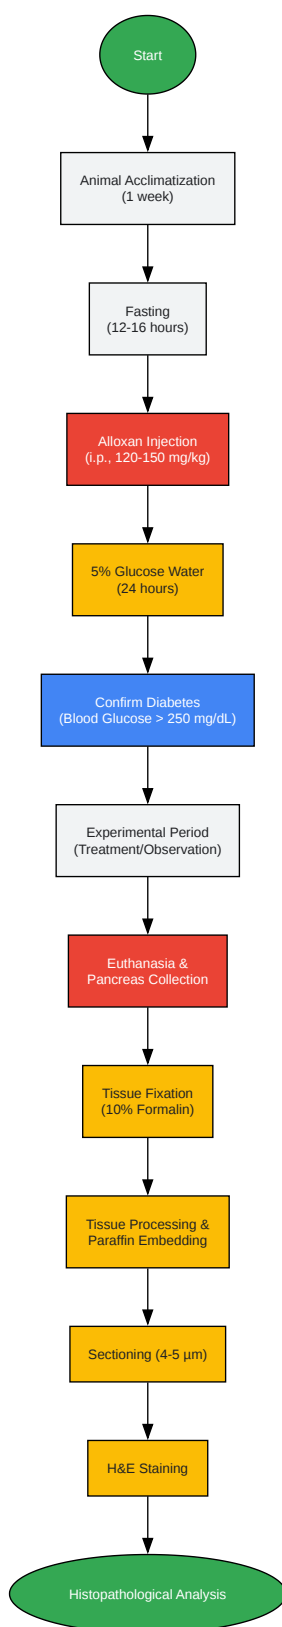 Start
Animal Acclimatization
(1 week)
Fasting
(12-16 hours)
Alloxan Injection
(i.p., 120-150 mg/kg)
5% Glucose Water
(24 hours)
Confirm Diabetes
(Blood Glucose > 250 mg/dL)
Experimental Period
(Treatment/Observation)
Euthanasia &
Pancreas Collection
Tissue Fixation
(10% Formalin)
Tissue Processing &
Paraffin Embedding
Sectioning (4-5 µm)
H&E Staining
Histopathological Analysis